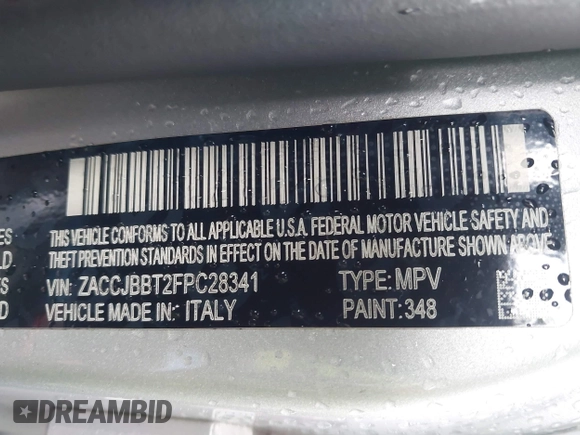 THIS VEHICLE CONFORMS TO ALL APPLICABLE U.S.A. FEDERAL MOTOR VEHICLE SAFETY AND
THEFT PREVENTION STANDARDS IN EFFECT ON THE DATE OF MANUFACTURE SHOWN ABOVE.
VIN: ZACCJBBT2FPC28341 TYPE: MPV
VEHICLE MADE IN: ITALY PAINT: 348
DREAMBID